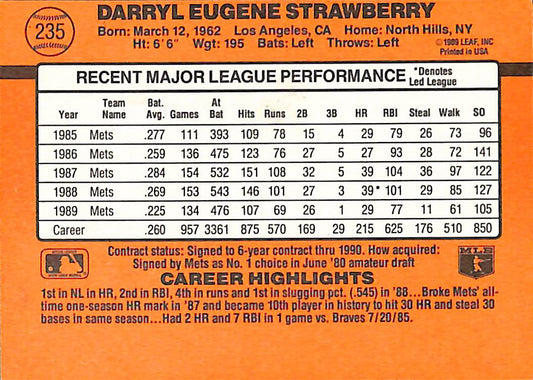 235
DARRYL EUGENE STRAWBERRY
Born: March 12, 1962 Los Angeles, CA Home: North Hills, NY
Ht: 6' 6" Wgt: 195 Bats: Left Throws: Left
©1989 LEAF, INC
Printed in USA
RECENT MAJOR LEAGUE PERFORMANCE *Denotes Led League
Year Team Name Bat. Avg. Games At Bat Hits Runs 2B 3B HR RBI Steal Walk SO
1985 Mets .277 111 393 109 78 15 4 29 79 26 73 96
1986 Mets .259 136 475 123 76 27 5 27 93 28 72 141
1987 Mets .284 154 532 151 108 32 5 39 104 36 97 122
1988 Mets .269 153 543 146 101 27 3 39* 101 29 85 127
1989 Mets .225 134 476 107 69 26 1 29 77 11 61 105
Career .260 957 3361 875 570 169 29 215 625 176 510 850
Contract status: Signed to 6-year contract thru 1990. How acquired:
Signed by Mets as No. 1 choice in June '80 amateur draft
MLB
CAREER HIGHLIGHTS
1st in NL in HR, 2nd in RBI, 4th in runs and 1st in slugging pct. (.545) in '88...Broke Mets' all-
time one-season HR mark in '87 and became 10th player in history to hit 30 HR and steal 30
bases in same season...Had 2 HR and 7 RBI in 1 game vs. Braves 7/20/85.